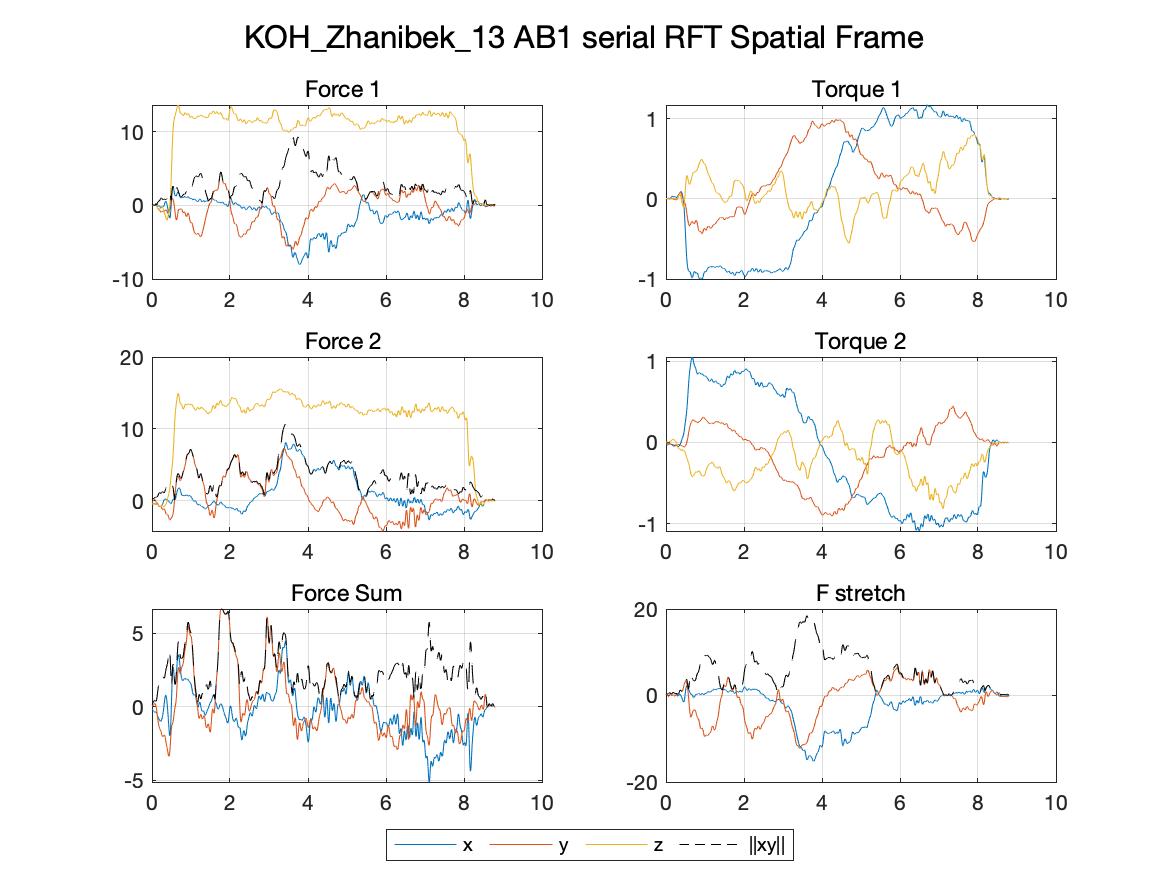 KOH_Zhanibek_13 AB1 serial RFT Spatial Frame
Force 1
10
0
-10
0 2 4 6 8 10
Torque 1
1
0
-1
0 2 4 6 8 10
Force 2
20
10
0
0 2 4 6 8 10
Torque 2
1
0
-1
0 2 4 6 8 10
Force Sum
5
0
-5
0 2 4 6 8 10
F stretch
20
0
-20
0 2 4 6 8 10
x y z ||xy||